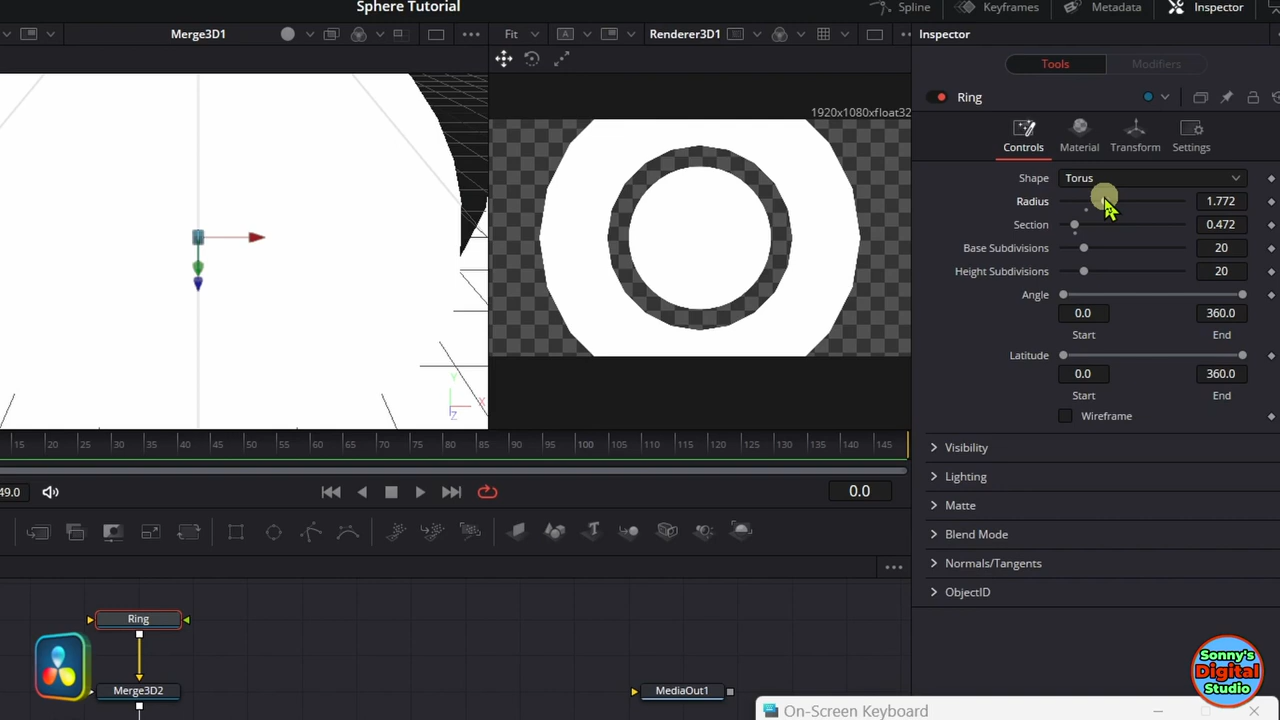 Sphere Tutorial
Spline
Keyframes
Metadata
Inspector
Merge3D1
Fit
A
Renderer3D1
Inspector
Tools
Modifiers
Ring
1920x1080xfloat32
Controls
Material
Transform
Settings
Shape
Torus
Radius
1.772
Section
0.472
Base Subdivisions
20
Height Subdivisions
20
Angle
0.0
360.0
Start
End
Latitude
0.0
360.0
Start
End
Wireframe
Y
X
Z
15 20 25 30 35 40 45 50 55 60 65 70 75 80 85 90 95 100 105 110 115 120 125 130 135 140 145
Visibility
Lighting
Matte
Blend Mode
Normals/Tangents
ObjectID
49.0
0.0
T
Ring
Merge3D2
MediaOut1
Sonny's
Digital
Studio
On-Screen Keyboard